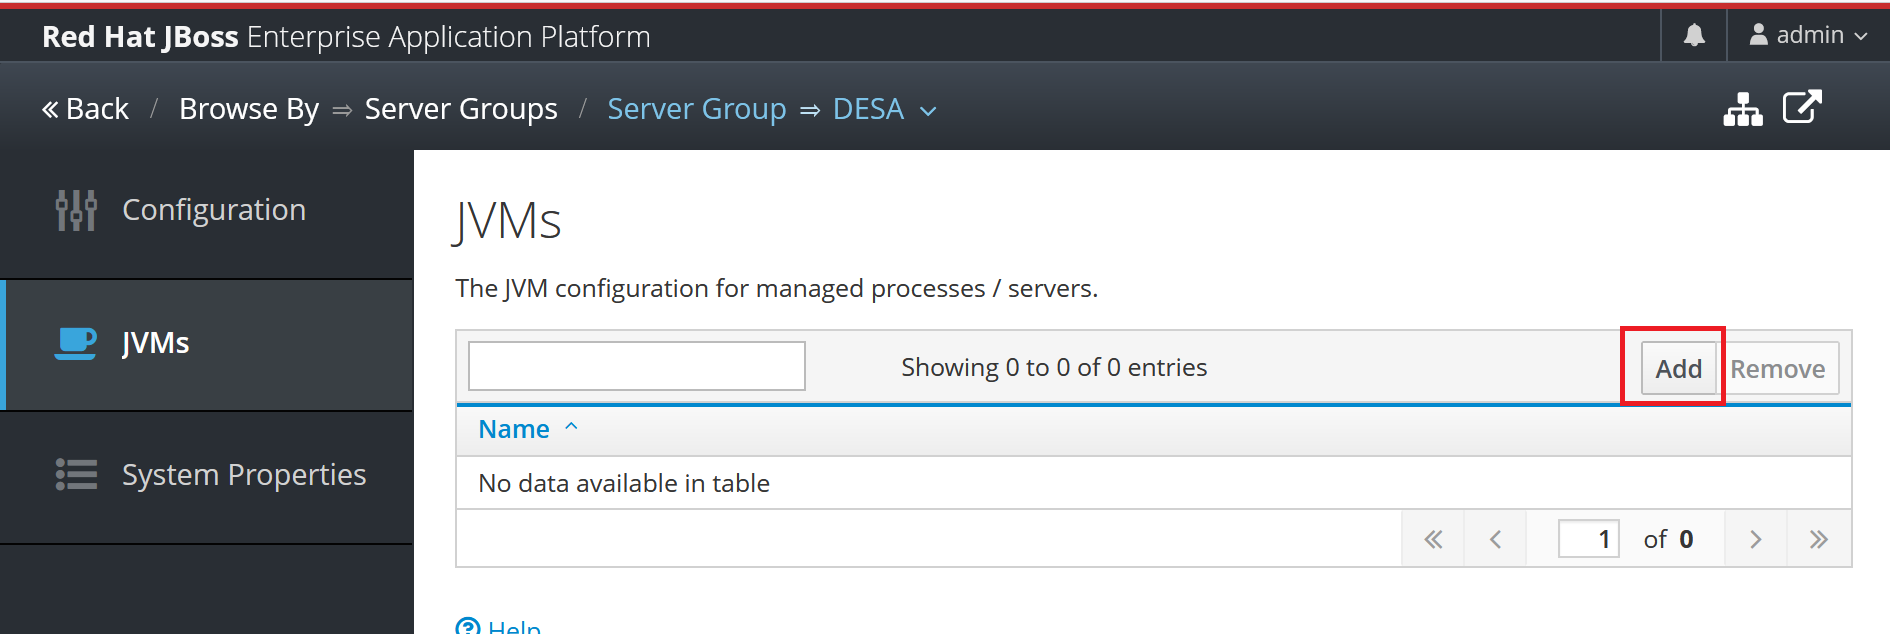 Red Hat JBoss Enterprise Application Platform
admin
« Back / Browse By ⇒ Server Groups / Server Group ⇒ DESA
Configuration
JVMs
System Properties
JVMs
The JVM configuration for managed processes / servers.
Showing 0 to 0 of 0 entries
Add
Remove
Name
No data available in table
1 of 0
Help